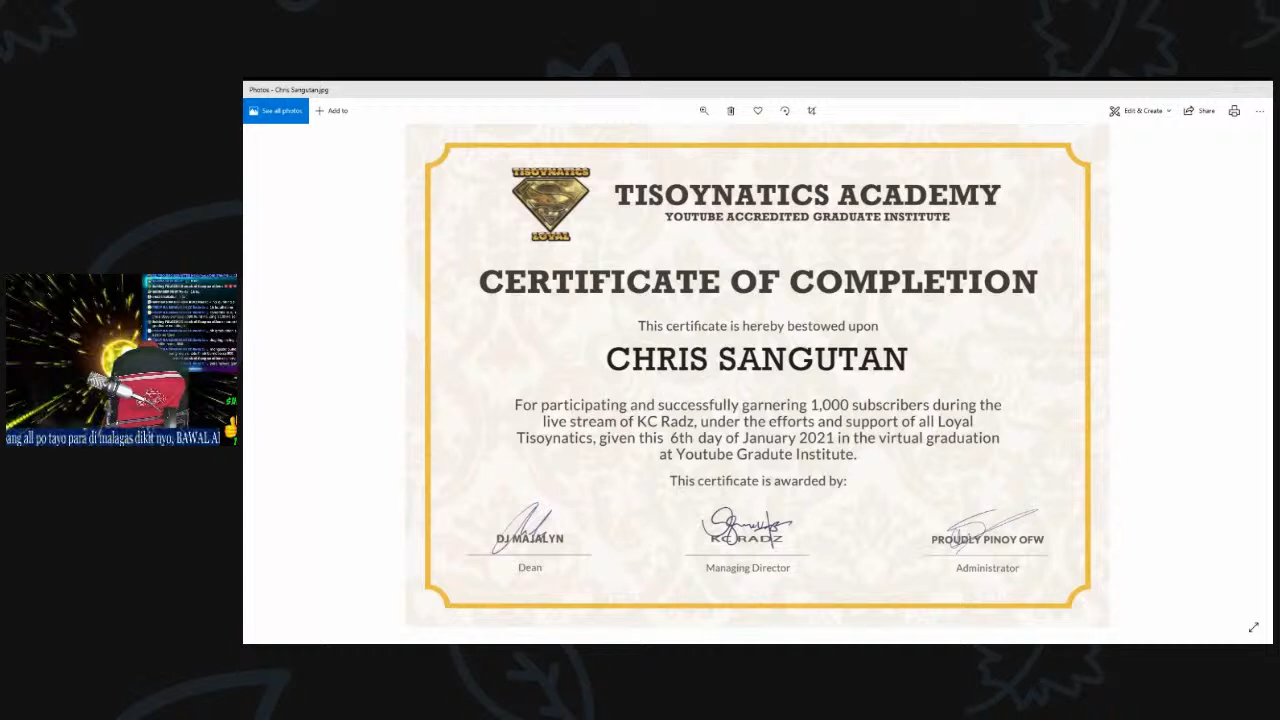 Photos - Chris Sangutan.jpg
See all photos
Add to
Edit & Create
Share
TISOYNATICS
LOYAL
TISOYNATICS ACADEMY
YOUTUBE ACCREDITED GRADUATE INSTITUTE
CERTIFICATE OF COMPLETION
This certificate is hereby bestowed upon
CHRIS SANGUTAN
For participating and successfully garnering 1,000 subscribers during the
live stream of KC Radz, under the efforts and support of all Loyal
Tisoynatics, given this 6th day of January 2021 in the virtual graduation
at Youtube Gradute Institute.
This certificate is awarded by:
DJ MAJALYN
KC RADZ
PROUDLY PINOY OFW
Dean
Managing Director
Administrator
ang all po tayo para di malagas dikit nyo, BAWAL